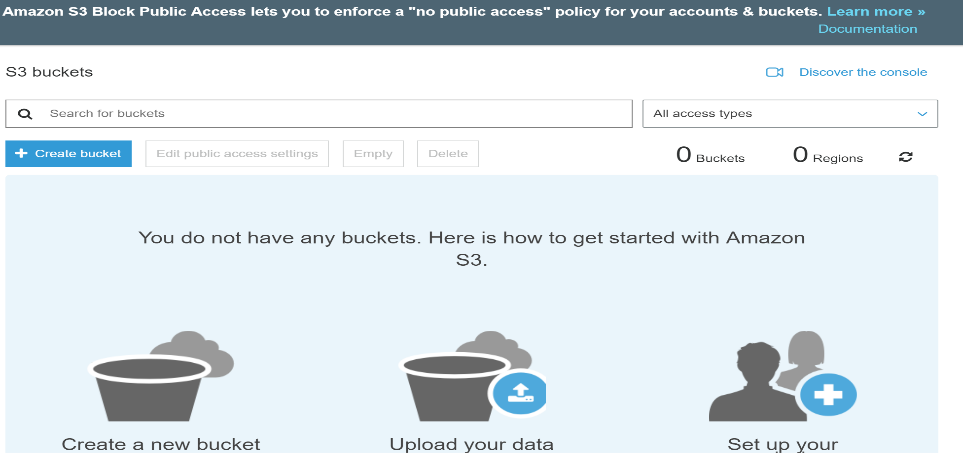 Amazon S3 Block Public Access lets you to enforce a "no public access" policy for your accounts & buckets. Learn more »
Documentation
S3 buckets
Discover the console
Search for buckets
All access types
Create bucket
Edit public access settings
Empty
Delete
0 Buckets
0 Regions
You do not have any buckets. Here is how to get started with Amazon
S3.
Create a new bucket
Upload your data
Set up your